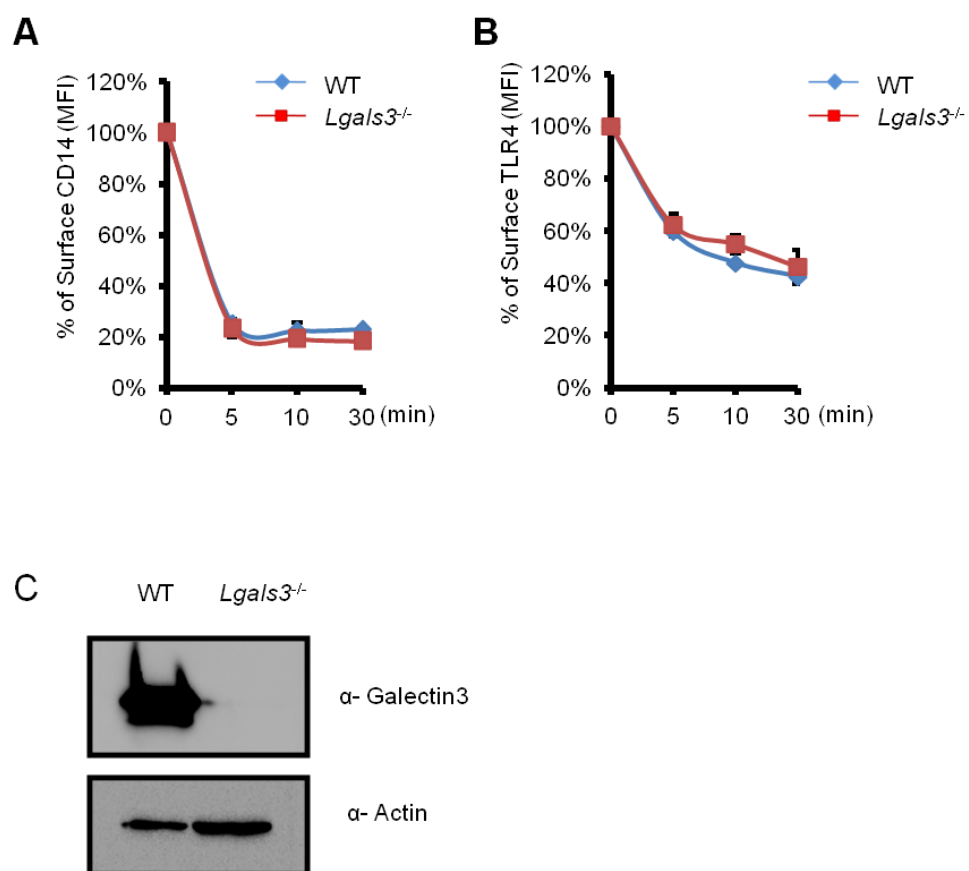 A
% of Surface CD14 (MFI)
120%
100%
80%
60%
40%
20%
0%
0 5 10 30 (min)
WT
Lgals3-/-
B
% of Surface TLR4 (MFI)
120%
100%
80%
60%
40%
20%
0%
0 5 10 30 (min)
WT
Lgals3-/-
C
WT Lgals3-/-
α- Galectin3
α- Actin